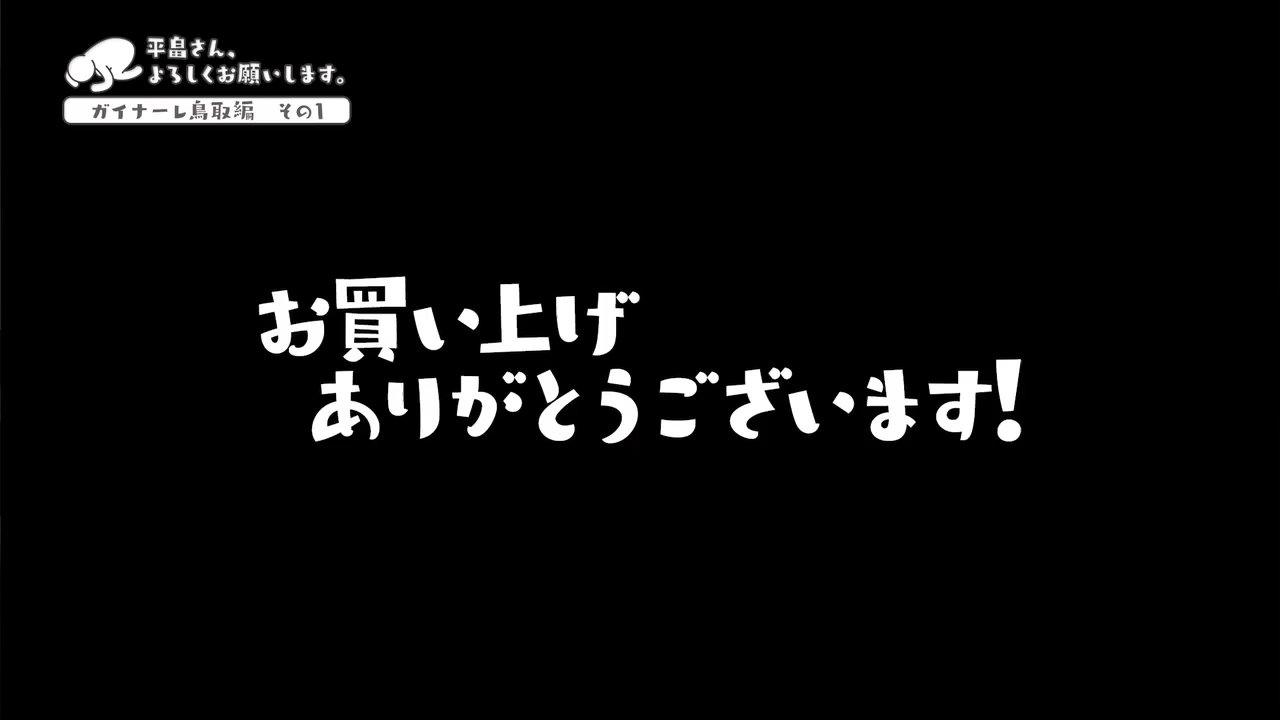 平畠さん、
よろしくお願いします。
ガイナーレ鳥取編 その1
お買い上げ
ありがとうございます!